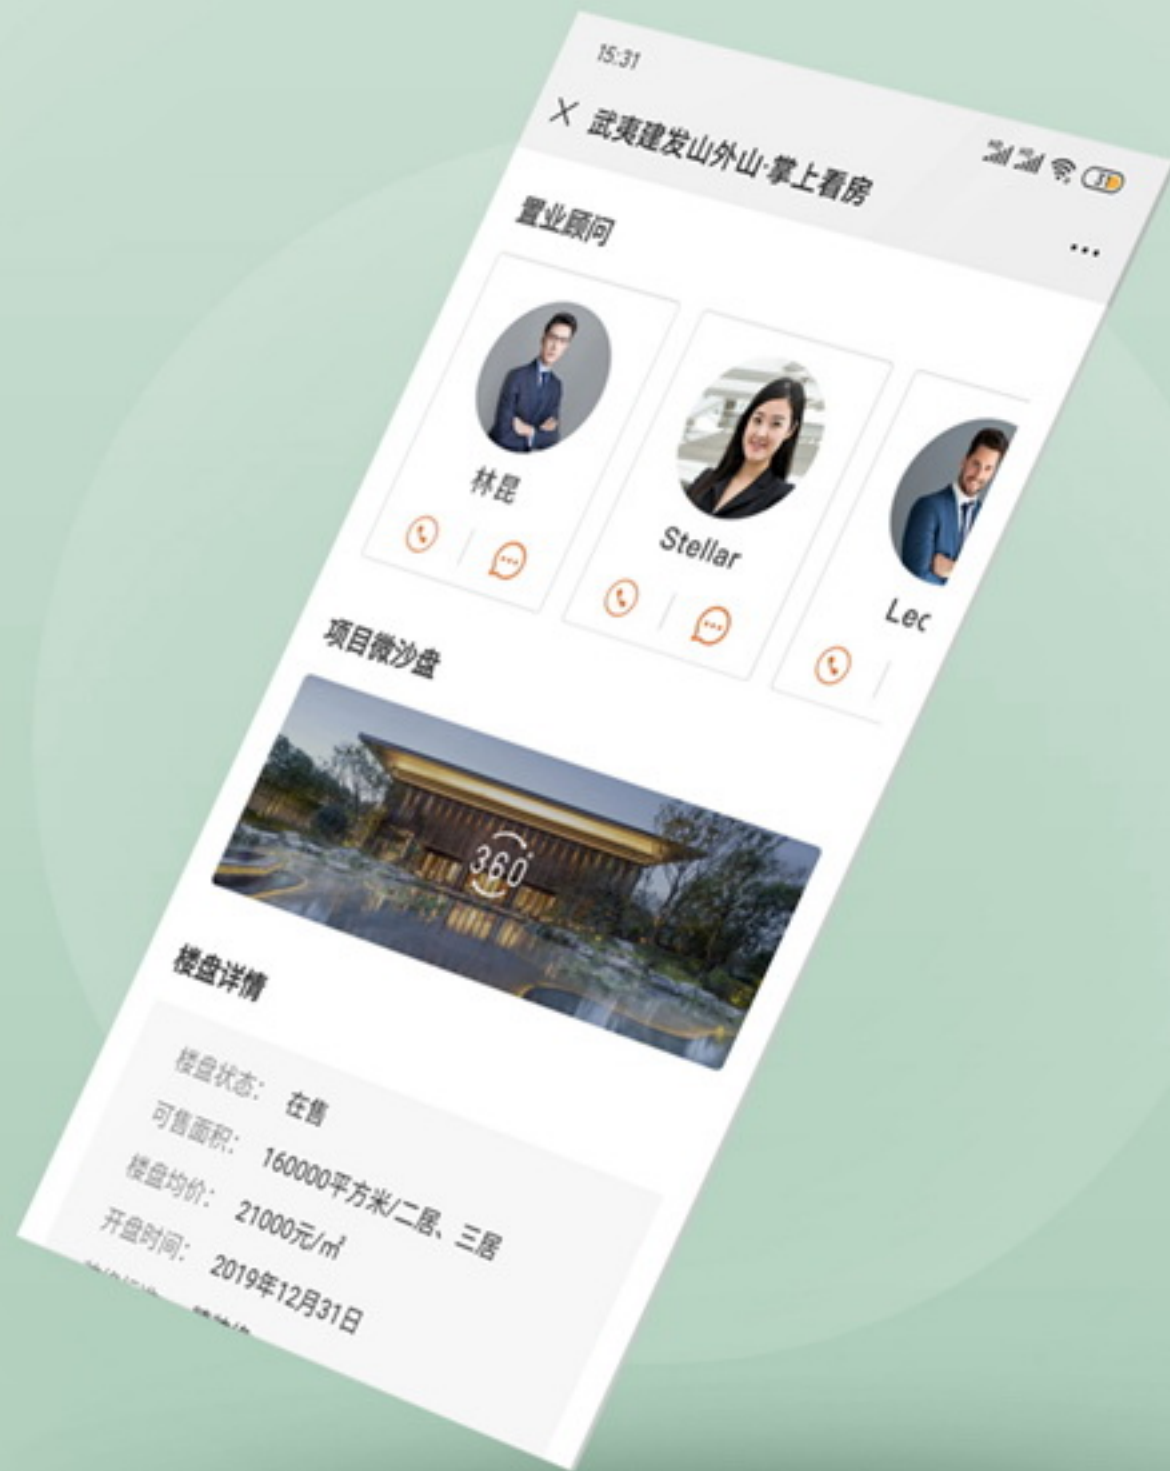 15:31
武夷建发山外山·掌上看房
31
置业顾问
林昆
Stellar
Lec
项目微沙盘
360°
楼盘详情
楼盘状态： 在售
可售面积： 160000平方米/二居、三居
楼盘均价： 21000元/㎡
开盘时间： 2019年12月31日